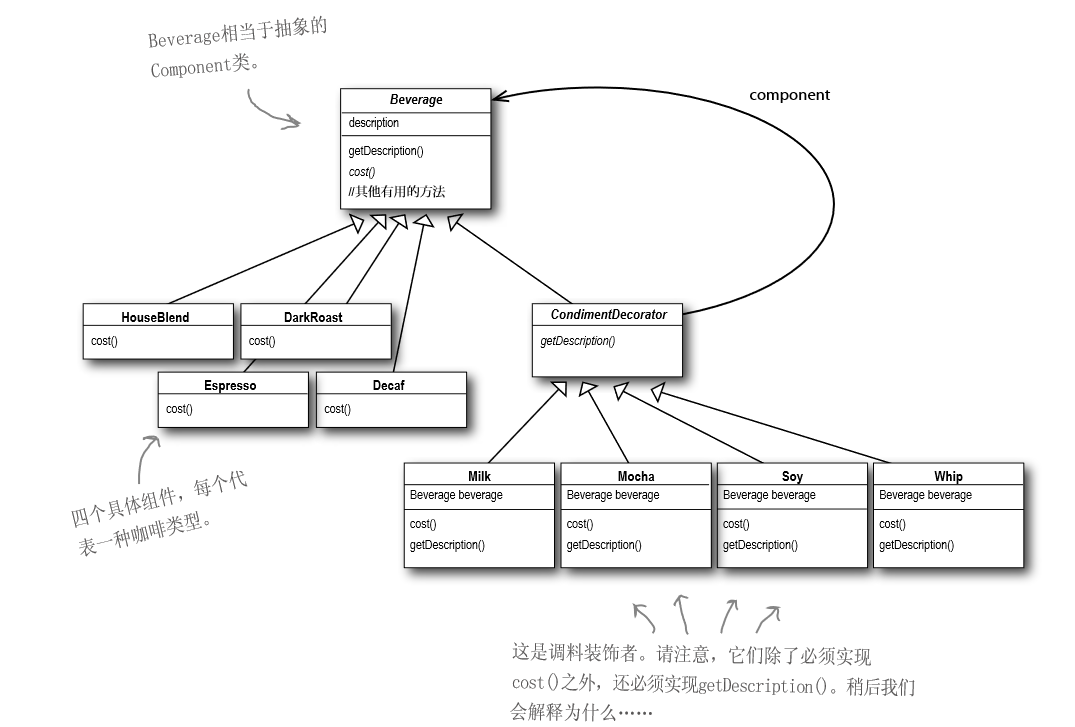 Beverage相当于抽象的
Component类。
Beverage
component
description
getDescription()
cost()
//其他有用的方法
HouseBlend
cost()
DarkRoast
cost()
CondimentDecorator
getDescription()
Espresso
cost()
Decaf
cost()
四个具体组件，每个代
表一种咖啡类型。
Milk
Beverage beverage
cost()
getDescription()
Mocha
Beverage beverage
cost()
getDescription()
Soy
Beverage beverage
cost()
getDescription()
Whip
Beverage beverage
cost()
getDescription()
这是调料装饰者。请注意，它们除了必须实现
cost()之外，还必须实现getDescription()。稍后我们
会解释为什么……